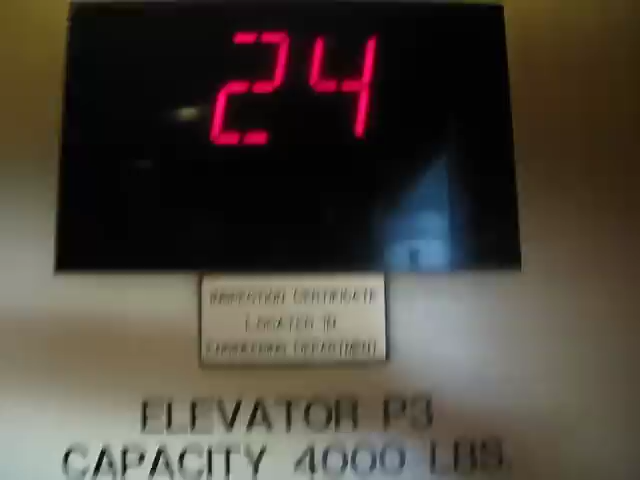 24
INSPECTION CERTIFICATE
LOCATED IN
ENGINEERING DEPARTMENT
ELEVATOR P3
CAPACITY 4000 LBS.